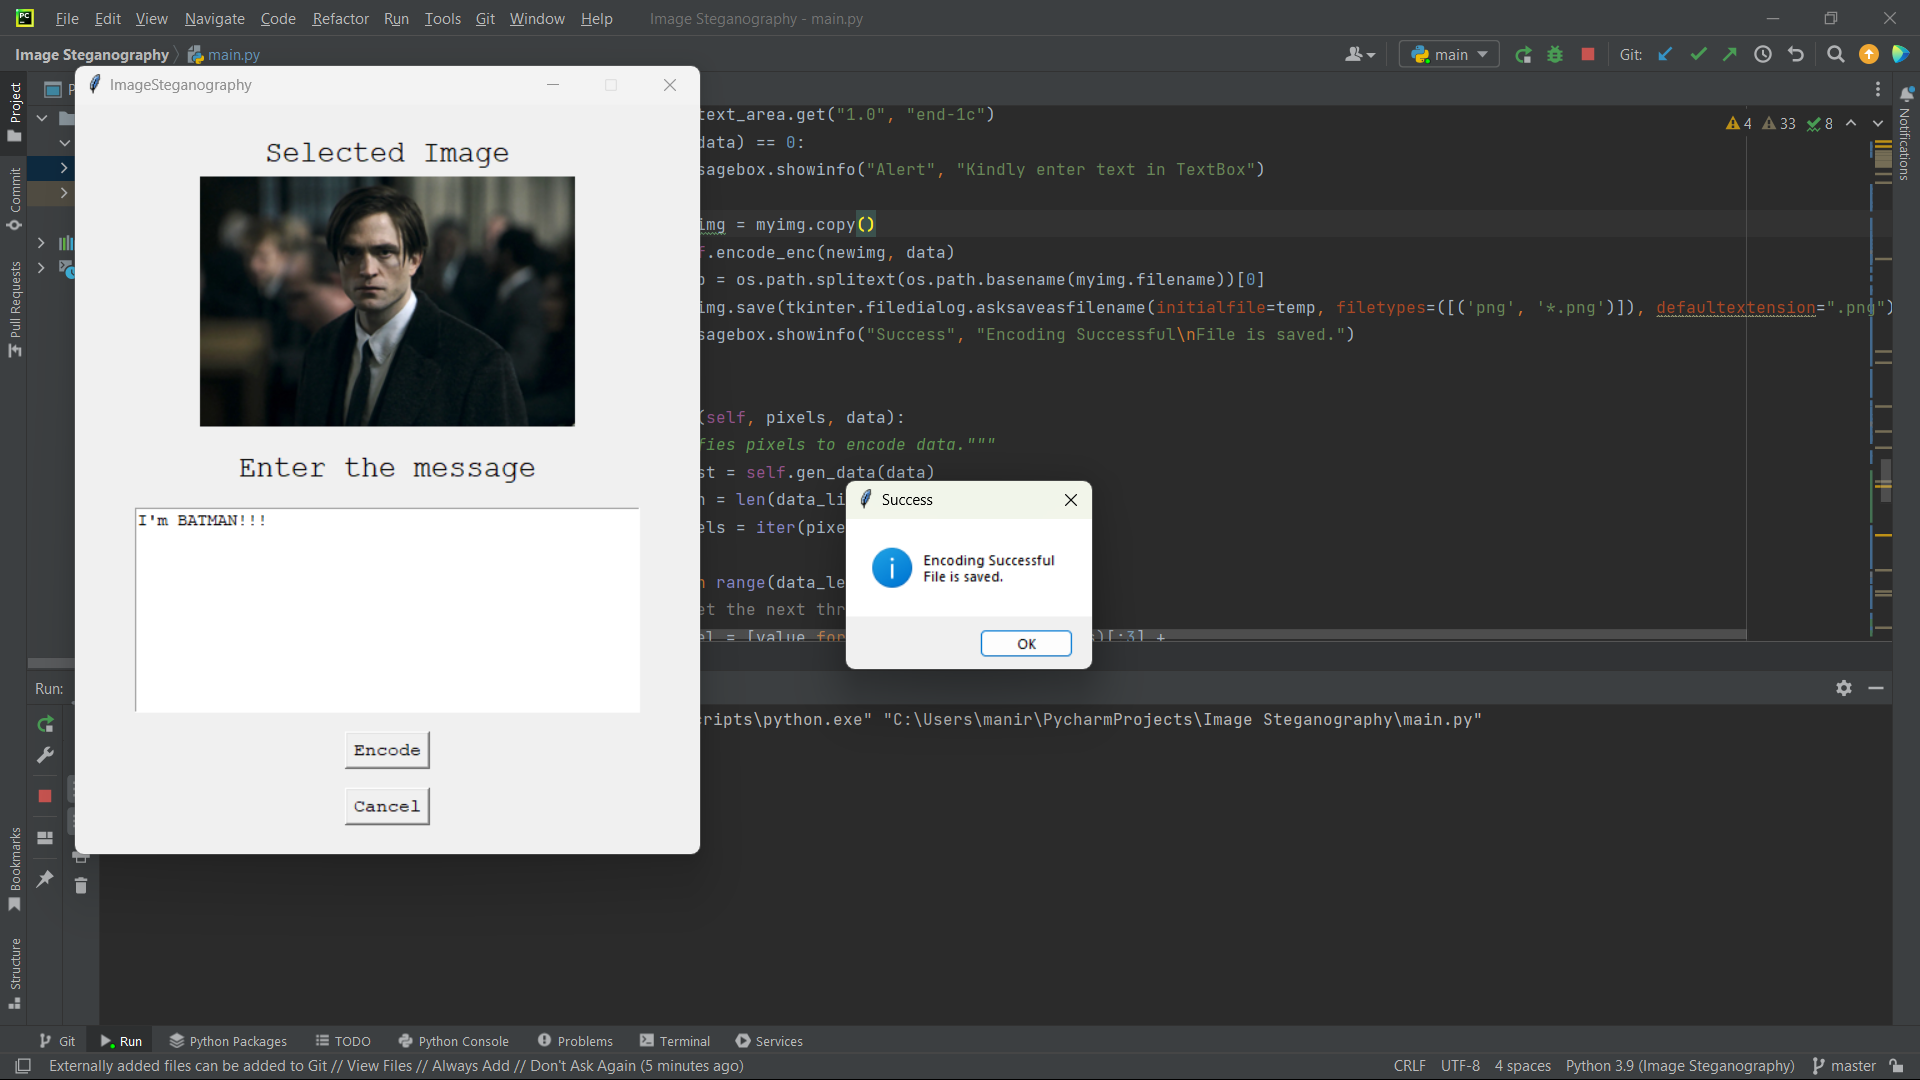 PC File Edit View Navigate Code Refactor Run Tools Git Window Help Image Steganography - main.py
Image Steganography main.py main Git:
Project
Commit
Pull Requests
Bookmarks
Structure
Notifications
P
ImageSteganography
Selected Image
Enter the message
I'm BATMAN!!!
Encode
Cancel
text_area.get("1.0", "end-1c")
data) == 0:
sagebox.showinfo("Alert", "Kindly enter text in TextBox")
img = myimg.copy()
.encode_enc(newimg, data)
= os.path.splitext(os.path.basename(myimg.filename))[0]
img.save(tkinter.filedialog.asksaveasfilename(initialfile=temp, filetypes=([('png', '*.png')]), defaultextension=".png")
sagebox.showinfo("Success", "Encoding Successful\nFile is saved.")
(self, pixels, data):
fies pixels to encode data."""
st = self.gen_data(data)
= len(data_li
els = iter(pixe
range(data_le
et the next thr
el = [value for )[:3] +
4 33 8
Success
Encoding Successful
File is saved.
OK
Run:
cripts\python.exe" "C:\Users\manir\PycharmProjects\Image Steganography\main.py"
Git Run Python Packages TODO Python Console Problems Terminal Services
Externally added files can be added to Git // View Files // Always Add // Don't Ask Again (5 minutes ago) CRLF UTF-8 4 spaces Python 3.9 (Image Steganography) master